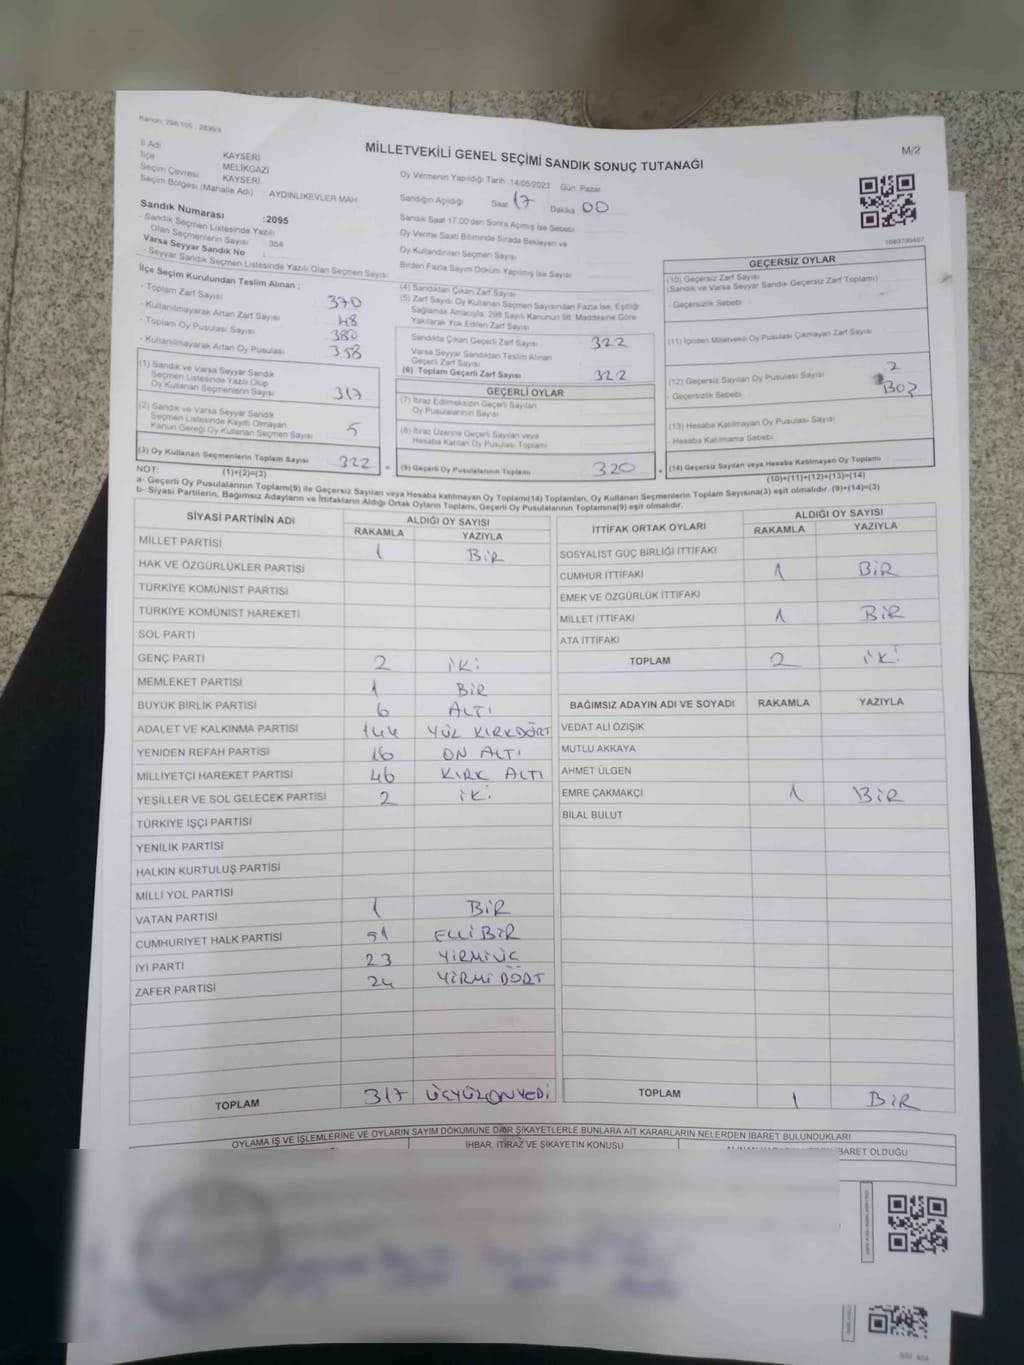 Kanun: 298/105 : 2839/4
MİLLETVEKİLİ GENEL SEÇİMİ SANDIK SONUÇ TUTANAĞI
M/2
İl Adı KAYSERİ
İlçe MELİKGAZİ
Seçim Çevresi KAYSERİ
Seçim Bölgesi (Mahalle Adı) : AYDINLIKEVLER MAH
Sandık Numarası :2095
- Sandık Seçmen Listesinde Yazılı
Olan Seçmenlerin Sayısı : 354
Varsa Seyyar Sandık No :
- Seyyar Sandık Seçmen Listesinde Yazılı Olan Seçmen Sayısı :
Oy Vermenin Yapıldığı Tarih :14/05/2023 Gün: Pazar
Sandığın Açıldığı Saat 17 Dakika 00
Sandık Saat 17.00'den Sonra Açılmış İse Sebebi
Oy Verme Saati Bitiminde Sırada Bekleyen ve
Oy Kullandırılan Seçmen Sayısı
Birden Fazla Sayım Döküm Yapılmış İse Sayısı
1093730467
İlçe Seçim Kurulundan Teslim Alınan ;
- Toplam Zarf Sayısı 370
- Kullanılmayarak Artan Zarf Sayısı 48
- Toplam Oy Pusulası Sayısı 380
- Kullanılmayarak Artan Oy Pusulası 358
(1) Sandık ve Varsa Seyyar Sandık
Seçmen Listesinde Yazılı Olup
Oy Kullanan Seçmenlerin Sayısı 317
(2) Sandık ve Varsa Seyyar Sandık
Seçmen Listesinde Kayıtlı Olmayan
Kanun Gereği Oy Kullanan Seçmen Sayısı 5
(3) Oy Kullanan Seçmenlerin Toplam Sayısı 322
(1)+(2)=(3)
(4) Sandıktan Çıkan Zarf Sayısı
(5) Zarf Sayısı Oy Kullanan Seçmen Sayısından Fazla İse, Eşitliği
Sağlamak Amacıyla; 298 Sayılı Kanunun 98. Maddesine Göre
Yakılarak Yok Edilen Zarf Sayısı
Sandıkta Çıkan Geçerli Zarf Sayısı 322
Varsa Seyyar Sandıktan Teslim Alınan
Geçerli Zarf Sayısı
(6) Toplam Geçerli Zarf Sayısı 322
GEÇERLİ OYLAR
(7) İtiraz Edilmeksizin Geçerli Sayılan
Oy Pusulalarının Sayısı
(8) İtiraz Üzerine Geçerli Sayılan veya
Hesaba Katılan Oy Pusulası Toplamı
(9) Geçerli Oy Pusulalarının Toplamı 320
GEÇERSİZ OYLAR
(10) Geçersiz Zarf Sayısı
(Sandık ve Varsa Seyyar Sandık Geçersiz Zarf Toplamı)
- Geçersizlik Sebebi
(11) İçinden Milletvekili Oy Pusulası Çıkmayan Zarf Sayısı
(12) Geçersiz Sayılan Oy Pusulası Sayısı 2
- Geçersizlik Sebebi BOŞ
(13) Hesaba Katılmayan Oy Pusulası Sayısı
- Hesaba Katılmama Sebebi
(14) Geçersiz Sayılan veya Hesaba Katılmayan Oy Toplamı
(10)+(11)+(12)+(13)=(14)
NOT:
a- Geçerli Oy Pusulalarının Toplamı(9) ile Geçersiz Sayılan veya Hesaba katılmayan Oy Toplamı(14) Toplamları, Oy Kullanan Seçmenlerin Toplam Sayısına(3) eşit olmalıdır. (9)+(14)=(3)
b- Siyasi Partilerin, Bağımsız Adayların ve İttifakların Aldığı Ortak Oyların Toplamı, Geçerli Oy Pusulalarının Toplamına(9) eşit olmalıdır.
SİYASİ PARTİNİN ADI ALDIĞI OY SAYISI
RAKAMLA YAZIYLA
MİLLET PARTİSİ 1 BİR
HAK VE ÖZGÜRLÜKLER PARTİSİ
TÜRKİYE KOMÜNİST PARTİSİ
TÜRKİYE KOMÜNİST HAREKETİ
SOL PARTİ
GENÇ PARTİ 2 İKİ
MEMLEKET PARTİSİ 1 BİR
BÜYÜK BİRLİK PARTİSİ 6 ALTI
ADALET VE KALKINMA PARTİSİ 144 YÜZ KIRKDÖRT
YENİDEN REFAH PARTİSİ 16 ON ALTI
MİLLİYETÇİ HAREKET PARTİSİ 46 KIRK ALTI
YEŞİLLER VE SOL GELECEK PARTİSİ 2 İKİ
TÜRKİYE İŞÇİ PARTİSİ
YENİLİK PARTİSİ
HALKIN KURTULUŞ PARTİSİ
MİLLİ YOL PARTİSİ
VATAN PARTİSİ 1 BİR
CUMHURİYET HALK PARTİSİ 51 ELLİ BİR
İYİ PARTİ 23 YİRMİ ÜÇ
ZAFER PARTİSİ 24 YİRMİ DÖRT
TOPLAM 317 ÜÇYÜZONYEDİ
İTTİFAK ORTAK OYLARI ALDIĞI OY SAYISI
RAKAMLA YAZIYLA
SOSYALİST GÜÇ BİRLİĞİ İTTİFAKI
CUMHUR İTTİFAKI 1 BİR
EMEK VE ÖZGÜRLÜK İTTİFAKI
MİLLET İTTİFAKI 1 BİR
ATA İTTİFAKI
TOPLAM 2 İKİ
BAĞIMSIZ ADAYIN ADI VE SOYADI RAKAMLA YAZIYLA
VEDAT ALİ ÖZIŞIK
MUTLU AKKAYA
AHMET ÜLGEN
EMRE ÇAKMAKÇİ 1 BİR
BİLAL BULUT
TOPLAM 1 BİR
OYLAMA İŞ VE İŞLEMLERİNE VE OYLARIN SAYIM DÖKÜMÜNE DAİR ŞİKAYETLERLE BUNLARA AİT KARARLARIN NELERDEN İBARET BULUNDUKLARI
İHBAR, İTİRAZ VE ŞİKAYETİN KONUSU
İBARET OLDUĞU